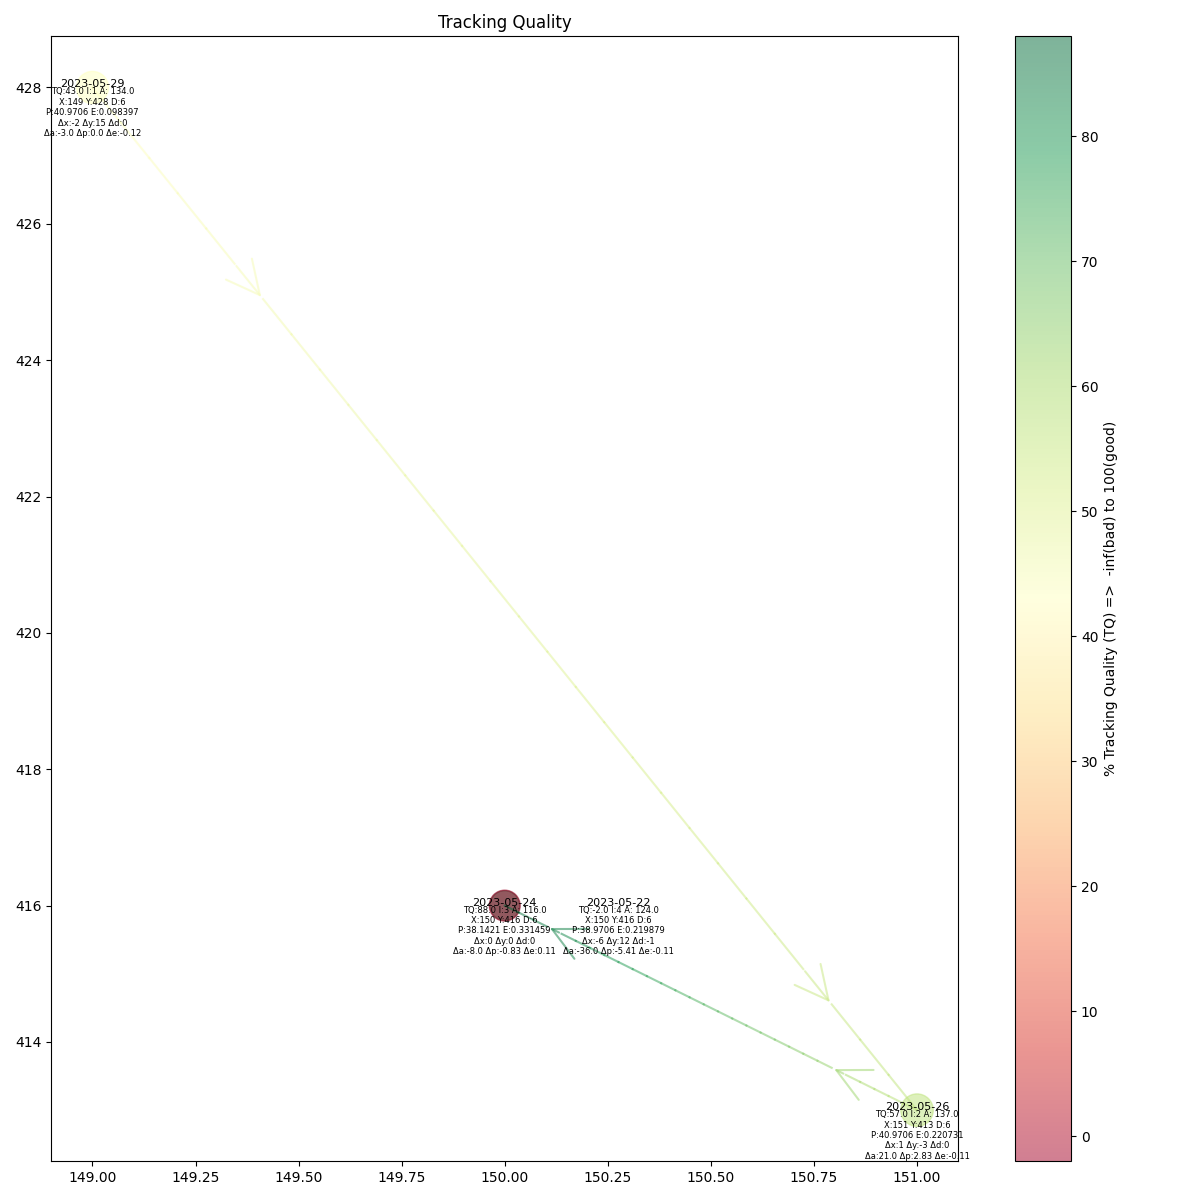 Tracking Quality
428
426
424
422
420
418
416
414
149.00
149.25
149.50
149.75
150.00
150.25
150.50
150.75
151.00
2023-05-29
TQ:43.0 I:1 A: 134.0
X:149 Y:428 D:6
P:40.9706 E:0.098397
Δx:-2 Δy:15 Δd:0
Δa:-3.0 Δp:0.0 Δe:-0.12
2023-05-24
TQ:88.0 I:3 A: 116.0
X:150 Y:416 D:6
P:38.1421 E:0.331459
Δx:0 Δy:0 Δd:0
Δa:-8.0 Δp:-0.83 Δe:0.11
2023-05-22
TQ:-2.0 I:4 A: 124.0
X:150 Y:416 D:6
P:38.9706 E:0.219879
Δx:-6 Δy:12 Δd:-1
Δa:-36.0 Δp:-5.41 Δe:-0.11
2023-05-26
TQ:57.0 I:2 A: 137.0
X:151 Y:413 D:6
P:40.9706 E:0.220731
Δx:1 Δy:-3 Δd:0
Δa:21.0 Δp:2.83 Δe:-0.11
80
70
60
50
40
30
20
10
0
% Tracking Quality (TQ) => -inf(bad) to 100(good)